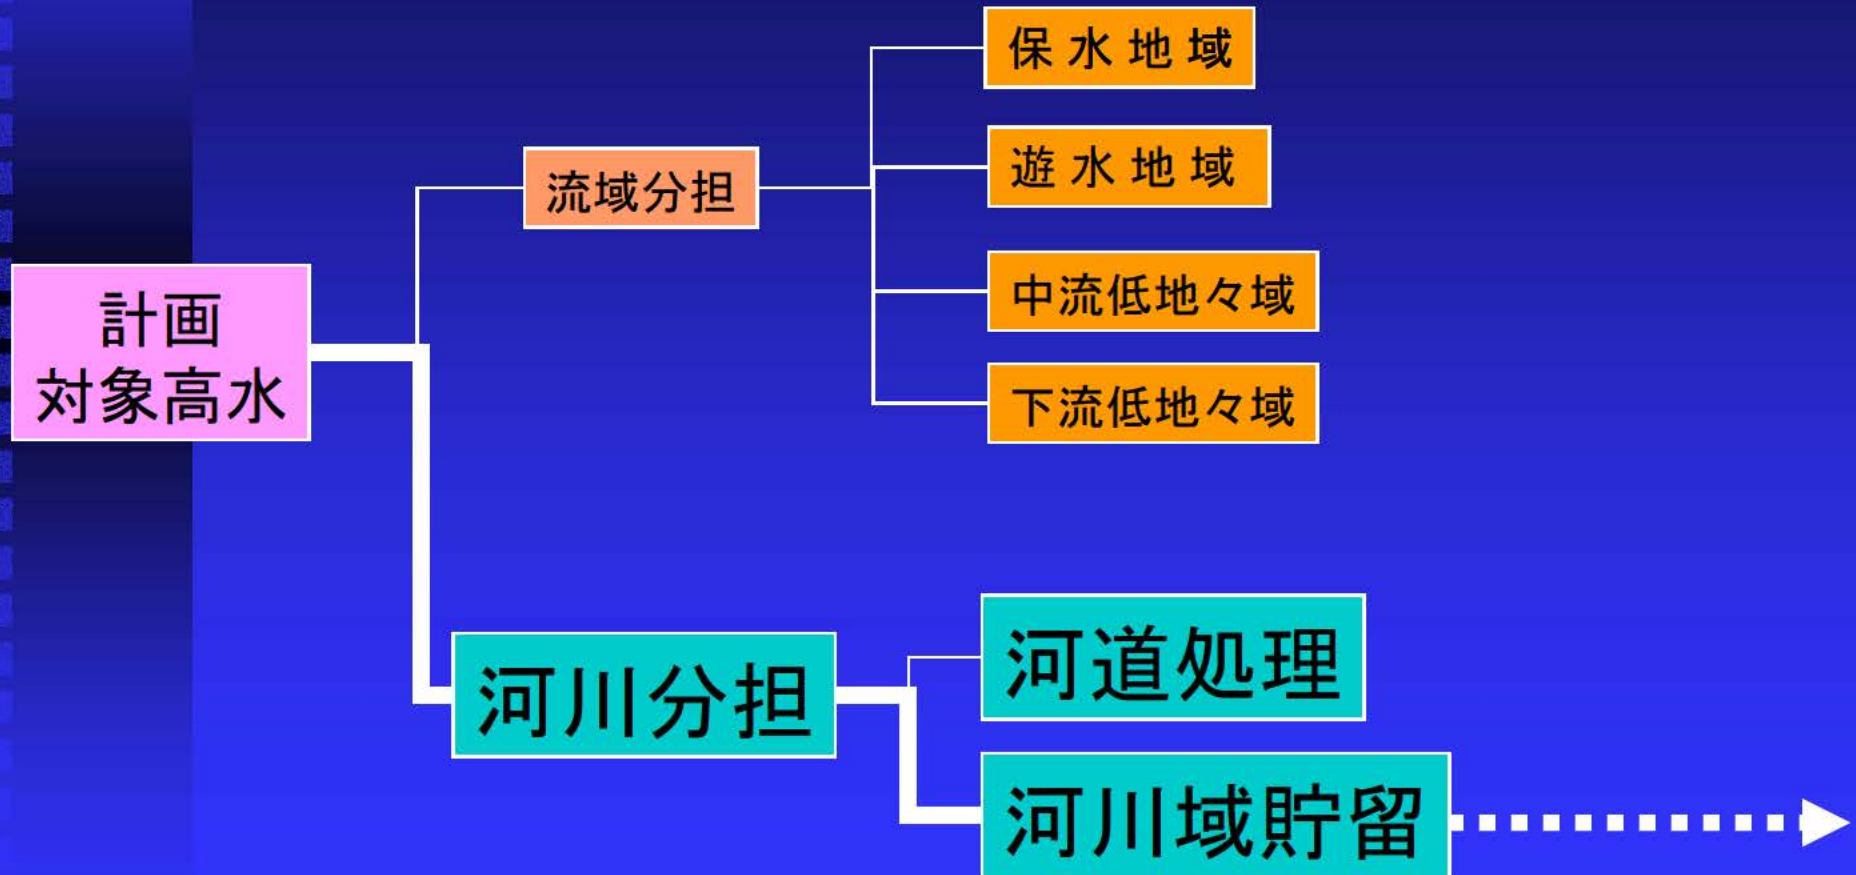 保水地域
遊水地域
流域分担
中流低地々域
計画
対象高水
下流低地々域
河道処理
河川分担
河川域貯留